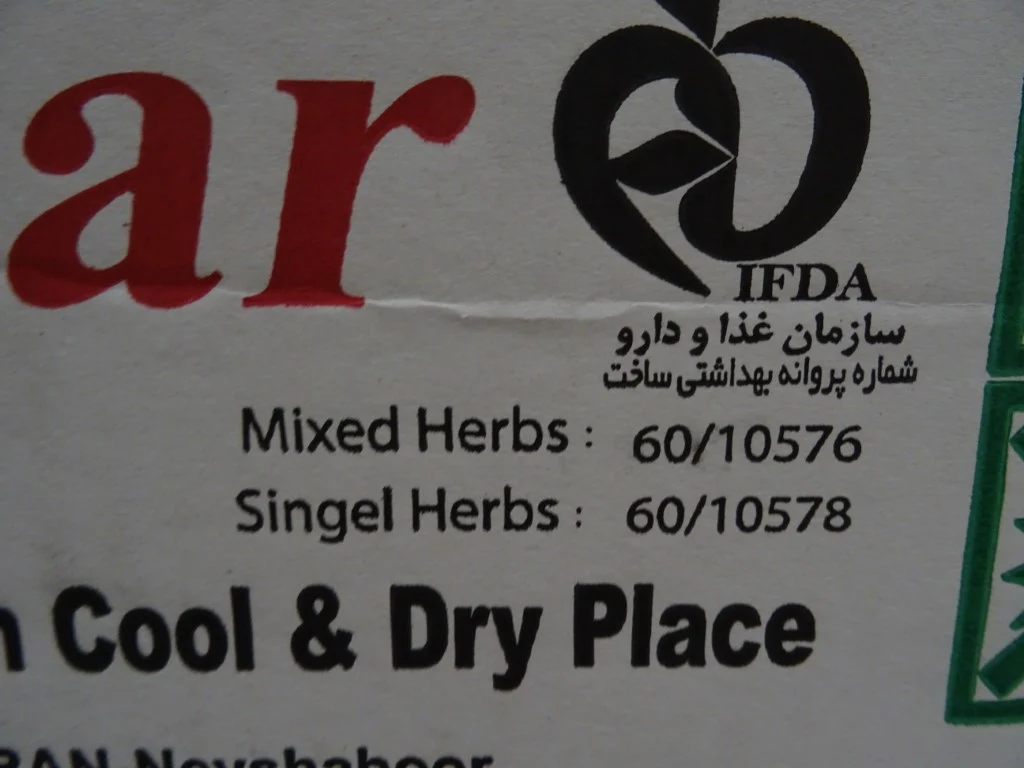 ar
IFDA
سازمان غذا و دارو
شماره پروانه بهداشتی ساخت
Mixed Herbs : 60/10576
Singel Herbs : 60/10578
Cool & Dry Place